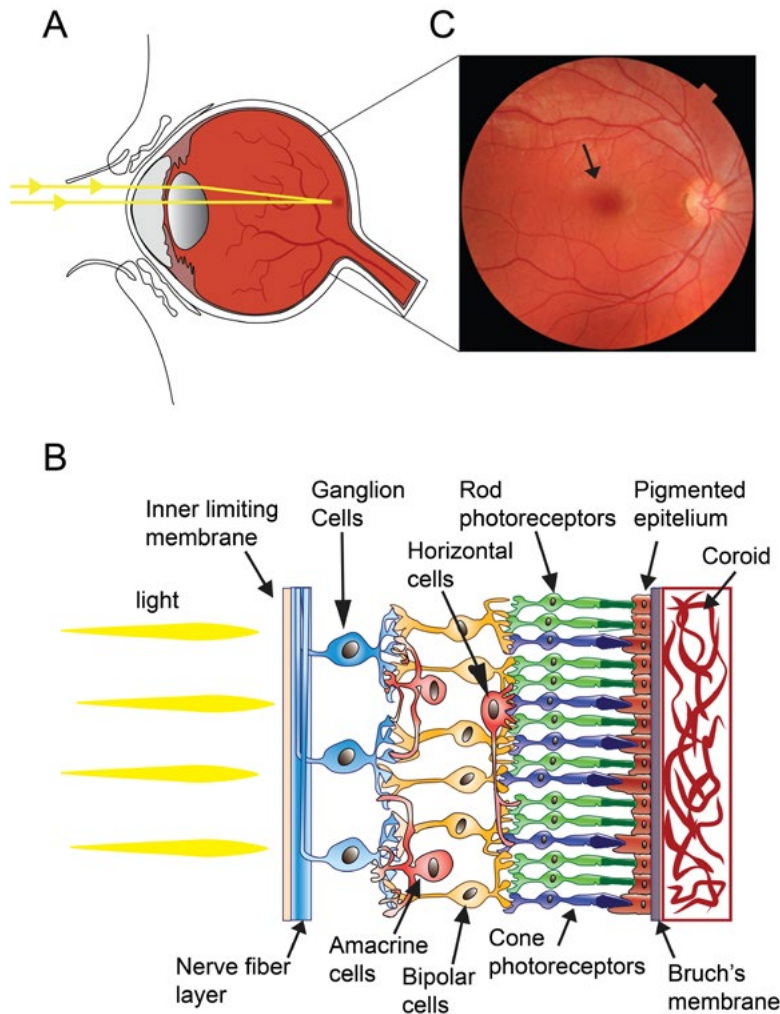 A
C
B
Ganglion
Cells
Rod
photoreceptors
Pigmented
epitelium
Inner limiting
membrane
Horizontal
cells
Coroid
light
Nerve fiber
layer
Amacrine
cells
Bipolar
cells
Cone
photoreceptors
Bruch's
membrane